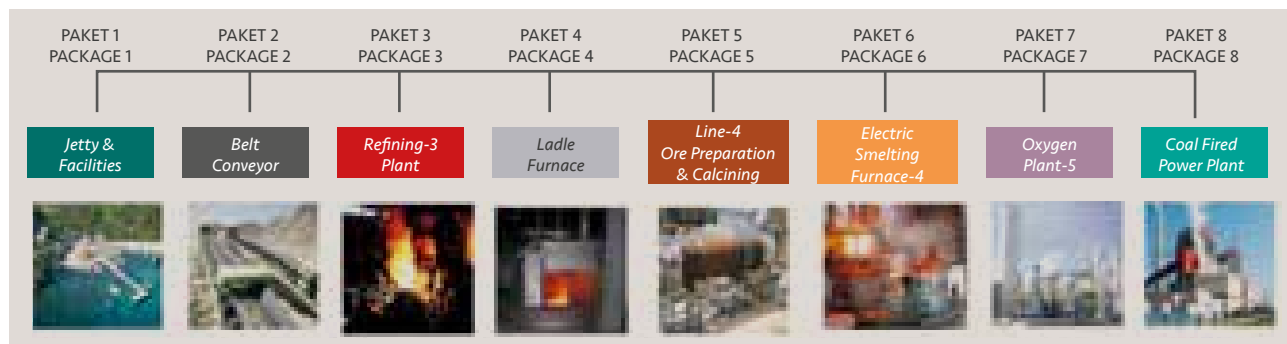 PAKET 1
PACKAGE 1
PAKET 2
PACKAGE 2
PAKET 3
PACKAGE 3
PAKET 4
PACKAGE 4
PAKET 5
PACKAGE 5
PAKET 6
PACKAGE 6
PAKET 7
PACKAGE 7
PAKET 8
PACKAGE 8
Jetty &
Facilities
Belt
Conveyor
Refining-3
Plant
Ladle
Furnace
Line-4
Ore Preparation
& Calcining
Electric
Smelting
Furnace-4
Oxygen
Plant-5
Coal Fired
Power Plant